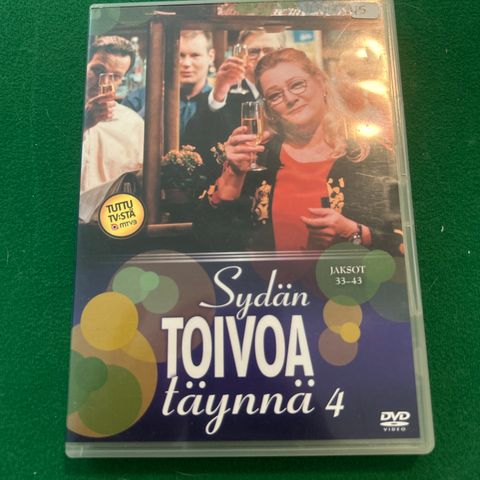 TUTTU
TV:STÄ
MTV3
JAKSOT
33–43
Sydän
TOIVOA
täynnä 4
DVD
VIDEO